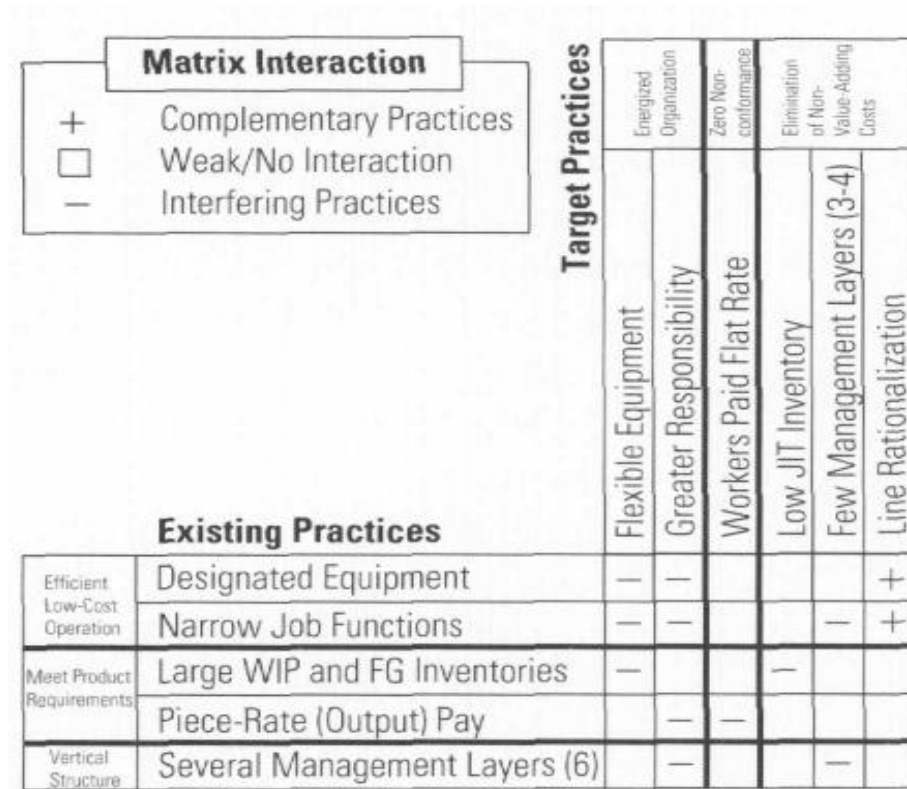 Matrix Interaction
+ Complementary Practices
□ Weak/No Interaction
— Interfering Practices
Target Practices
Energized
Organization
Zero Non-
conformance
Elimination
of Non-
Value-Adding
Costs
Flexible Equipment
Greater Responsibility
Workers Paid Flat Rate
Low JIT Inventory
Few Management Layers (3-4)
Line Rationalization
Existing Practices
Efficient
Low-Cost
Operation
Designated Equipment — — +
Narrow Job Functions — — — +
Meet Product
Requirements
Large WIP and FG Inventories — —
Piece-Rate (Output) Pay — —
Vertical
Structure
Several Management Layers (6) — —